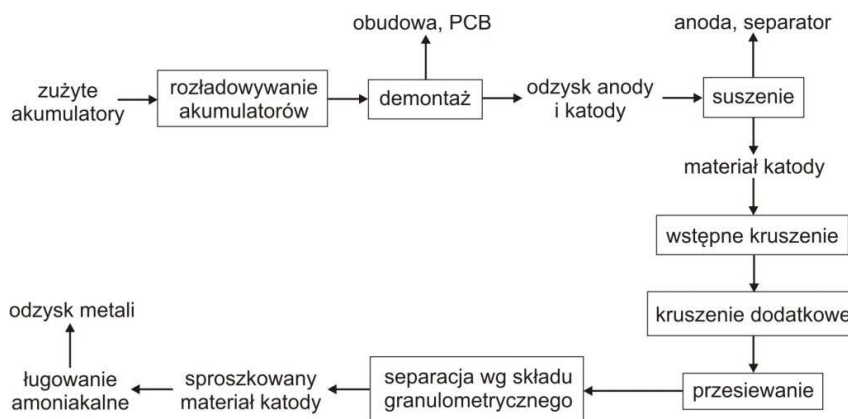 obudowa, PCB
anoda, separator
zużyte
akumulatory
rozładowywanie
akumulatorów
demontaż
odzysk anody
i katody
suszenie
materiał katody
wstępne kruszenie
kruszenie dodatkowe
przesiewanie
separacja wg składu
granulometrycznego
sproszkowany
materiał katody
ługowanie
amoniakalne
odzysk metali